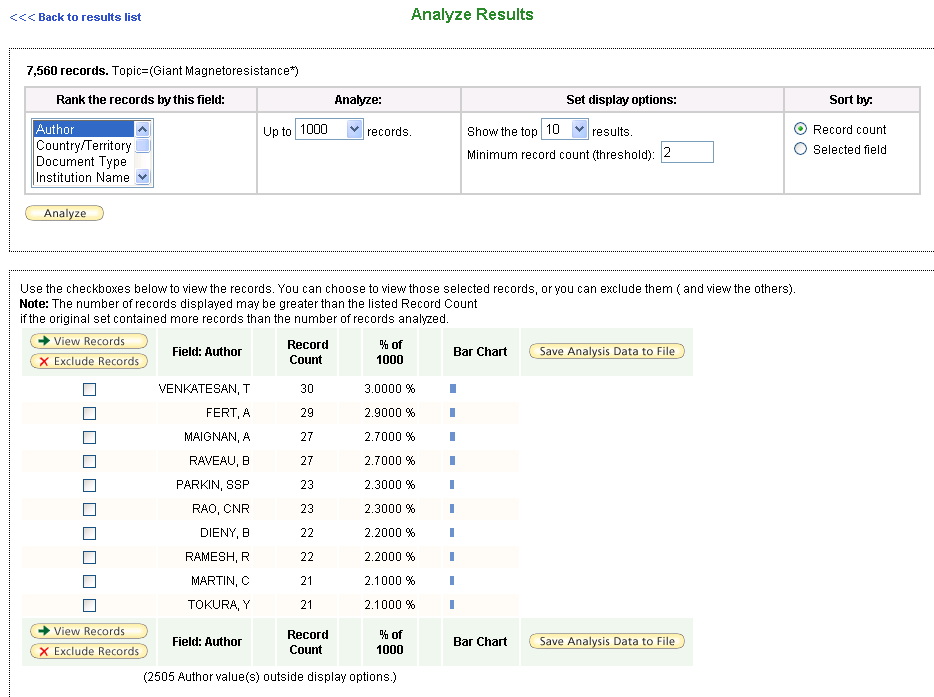 <<< Back to results list
Analyze Results
7,560 records. Topic=(Giant Magnetoresistance*)
Rank the records by this field: Analyze: Set display options: Sort by:
Author
Country/Territory
Document Type
Institution Name
Up to 1000 records.
Show the top 10 results.
Minimum record count (threshold): 2
Record count
Selected field
Analyze
Use the checkboxes below to view the records. You can choose to view those selected records, or you can exclude them ( and view the others).
Note: The number of records displayed may be greater than the listed Record Count
if the original set contained more records than the number of records analyzed.
View Records
Exclude Records
Field: Author
Record
Count
% of
1000
Bar Chart
Save Analysis Data to File
VENKATESAN, T 30 3.0000 %
FERT, A 29 2.9000 %
MAIGNAN, A 27 2.7000 %
RAVEAU, B 27 2.7000 %
PARKIN, SSP 23 2.3000 %
RAO, CNR 23 2.3000 %
DIENY, B 22 2.2000 %
RAMESH, R 22 2.2000 %
MARTIN, C 21 2.1000 %
TOKURA, Y 21 2.1000 %
View Records
Exclude Records
Field: Author
Record
Count
% of
1000
Bar Chart
Save Analysis Data to File
(2505 Author value(s) outside display options.)